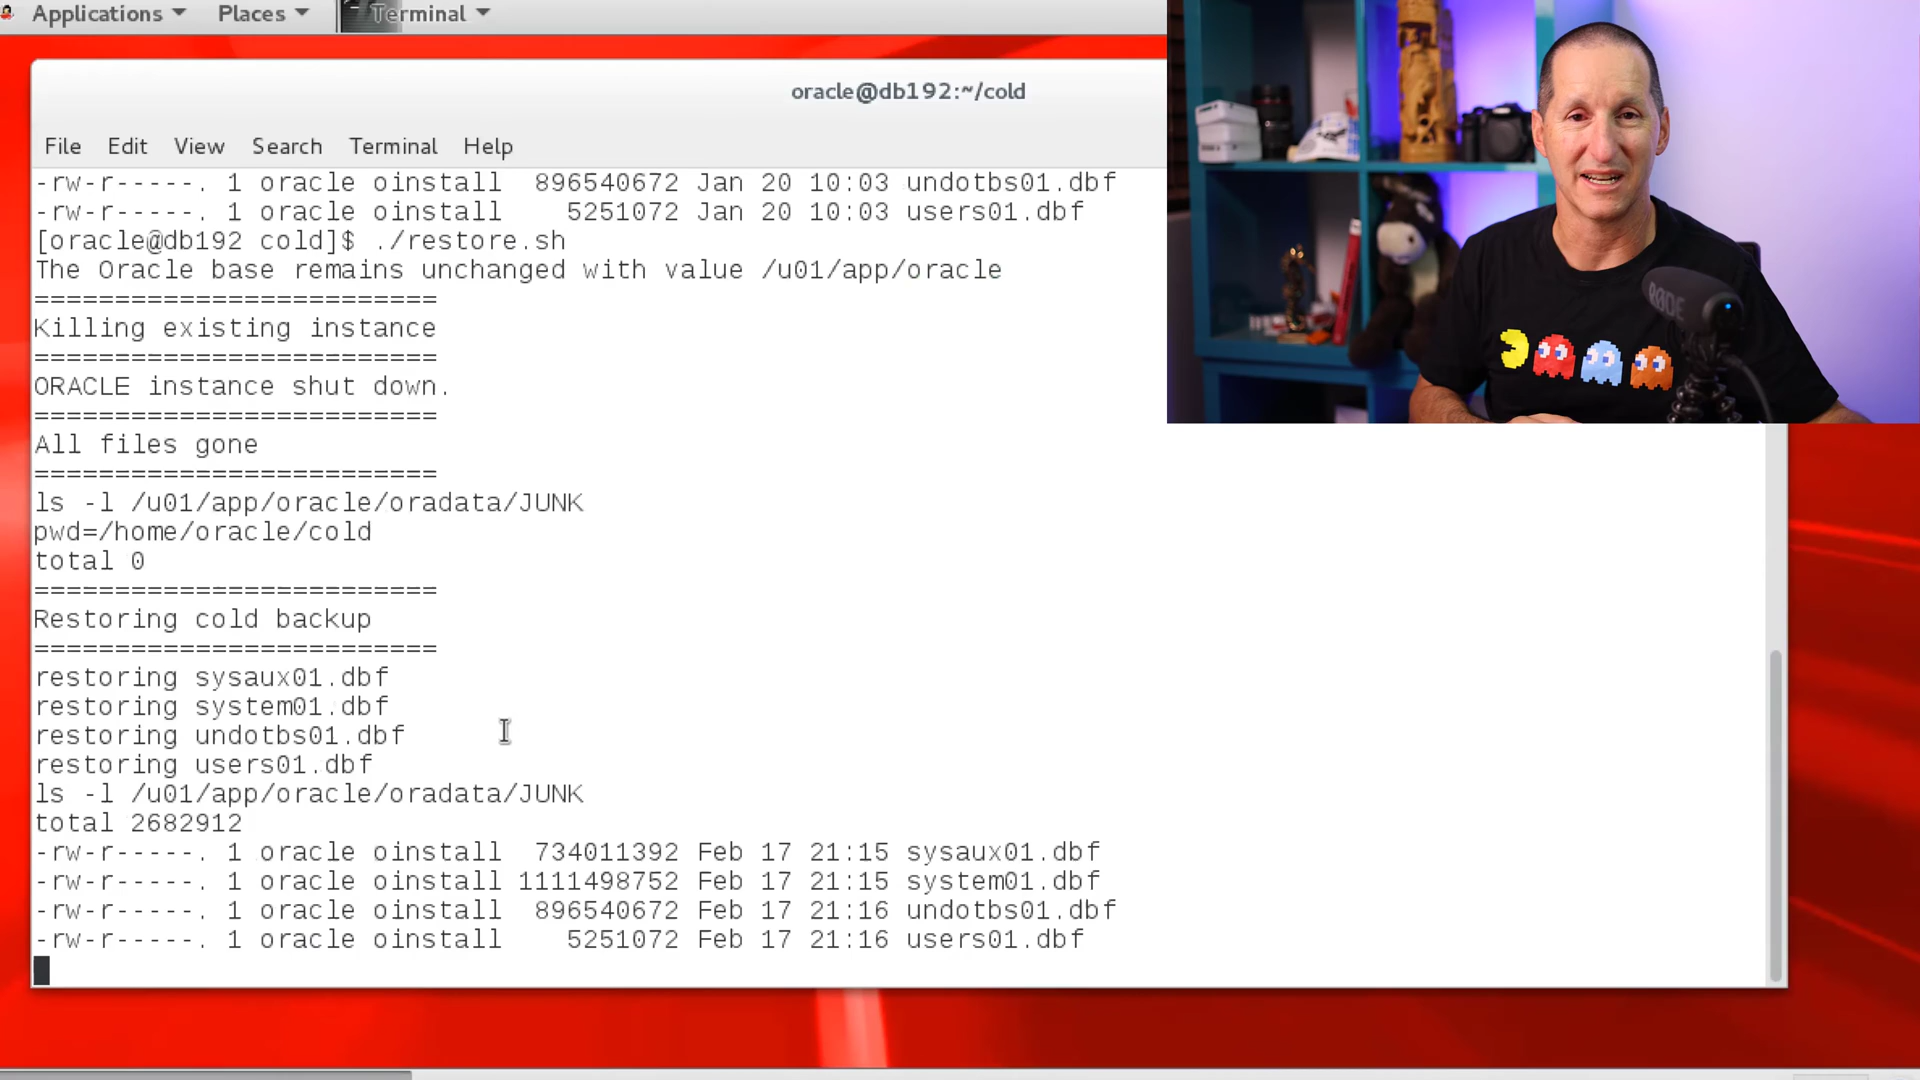 Applications Places Terminal
oracle@db192:~/cold
File Edit View Search Terminal Help
-rw-r-----. 1 oracle oinstall  896540672 Jan 20 10:03 undotbs01.dbf
-rw-r-----. 1 oracle oinstall    5251072 Jan 20 10:03 users01.dbf
[oracle@db192 cold]$ ./restore.sh
The Oracle base remains unchanged with value /u01/app/oracle
=========================
Killing existing instance
=========================
ORACLE instance shut down.
=========================
All files gone
=========================
ls -l /u01/app/oracle/oradata/JUNK
pwd=/home/oracle/cold
total 0
=========================
Restoring cold backup
=========================
restoring sysaux01.dbf
restoring system01.dbf
restoring undotbs01.dbf
restoring users01.dbf
ls -l /u01/app/oracle/oradata/JUNK
total 2682912
-rw-r-----. 1 oracle oinstall  734011392 Feb 17 21:15 sysaux01.dbf
-rw-r-----. 1 oracle oinstall 1111498752 Feb 17 21:15 system01.dbf
-rw-r-----. 1 oracle oinstall  896540672 Feb 17 21:16 undotbs01.dbf
-rw-r-----. 1 oracle oinstall    5251072 Feb 17 21:16 users01.dbf
RØDE